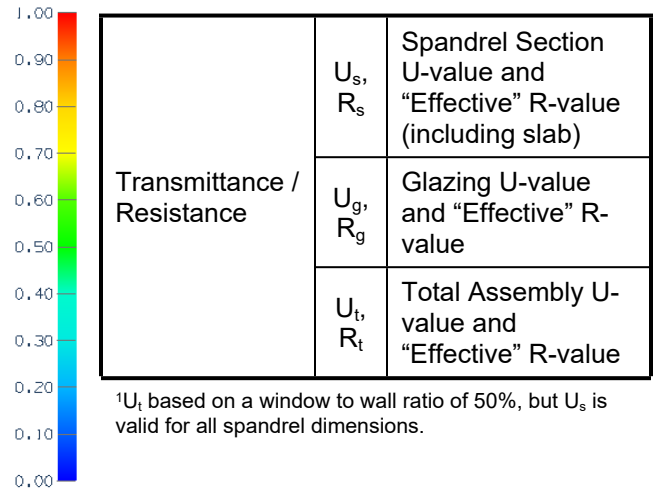 1.00
0.90
0.80
0.70
0.60
0.50
0.40
0.30
0.20
0.10
0.00
Transmittance /
Resistance
Us,
Rs
Spandrel Section
U-value and
“Effective” R-value
(including slab)
Ug,
Rg
Glazing U-value
and “Effective” R-
value
Ut,
Rt
Total Assembly U-
value and
“Effective” R-value
¹Ut based on a window to wall ratio of 50%, but Us is
valid for all spandrel dimensions.